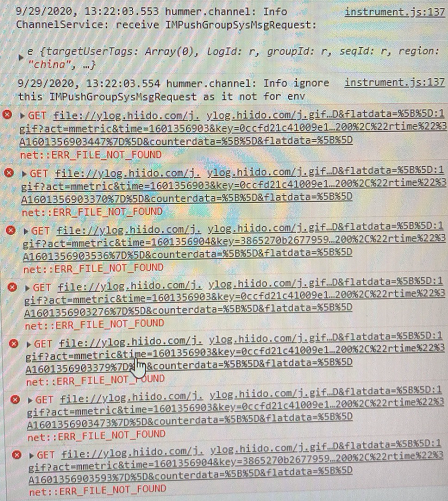 9/29/2020, 13:22:03.553 hummer.channel: Info instrument.js:137
ChannelService: receive IMPushGroupSysMsgRequest:
e {targetUserTags: Array(0), logId: r, groupId: r, seqId: r, region:
"china", …}
9/29/2020, 13:22:03.554 hummer.channel: Info ignore instrument.js:137
this IMPushGroupSysMsgRequest as it not for env
GET file://ylog.hiido.com/j. ylog.hiido.com/j.gif…D&flatdata=%5B%5D:1
gif?act=mmetric&time=1601356903&key=0ccfd21c41009e1…200%2C%22rtime%22%3
A1601356903447%7D%5D&counterdata=%5B%5D&flatdata=%5B%5D
net::ERR_FILE_NOT_FOUND
GET file://ylog.hiido.com/j. ylog.hiido.com/j.gif…D&flatdata=%5B%5D:1
gif?act=mmetric&time=1601356903&key=0ccfd21c41009e1…200%2C%22rtime%22%3
A1601356903370%7D%5D&counterdata=%5B%5D&flatdata=%5B%5D
net::ERR_FILE_NOT_FOUND
GET file://ylog.hiido.com/j. ylog.hiido.com/j.gif…D&flatdata=%5B%5D:1
gif?act=mmetric&time=1601356904&key=3865270b2677959…200%2C%22rtime%22%3
A1601356903536%7D%5D&counterdata=%5B%5D&flatdata=%5B%5D
net::ERR_FILE_NOT_FOUND
GET file://ylog.hiido.com/j. ylog.hiido.com/j.gif…D&flatdata=%5B%5D:1
gif?act=mmetric&time=1601356903&key=0ccfd21c41009e1…200%2C%22rtime%22%3
A1601356903276%7D%5D&counterdata=%5B%5D&flatdata=%5B%5D
net::ERR_FILE_NOT_FOUND
GET file://ylog.hiido.com/j. ylog.hiido.com/j.gif…D&flatdata=%5B%5D:1
gif?act=mmetric&time=1601356903&key=0ccfd21c41009e1…200%2C%22rtime%22%3
A1601356903379%7D%5D&counterdata=%5B%5D&flatdata=%5B%5D
net::ERR_FILE_NOT_FOUND
GET file://ylog.hiido.com/j. ylog.hiido.com/j.gif…D&flatdata=%5B%5D:1
gif?act=mmetric&time=1601356903&key=0ccfd21c41009e1…200%2C%22rtime%22%3
A1601356903473%7D%5D&counterdata=%5B%5D&flatdata=%5B%5D
net::ERR_FILE_NOT_FOUND
GET file://ylog.hiido.com/j. ylog.hiido.com/j.gif…D&flatdata=%5B%5D:1
gif?act=mmetric&time=1601356904&key=3865270b2677959…200%2C%22rtime%22%3
A1601356903593%7D%5D&counterdata=%5B%5D&flatdata=%5B%5D
net::ERR_FILE_NOT_FOUND